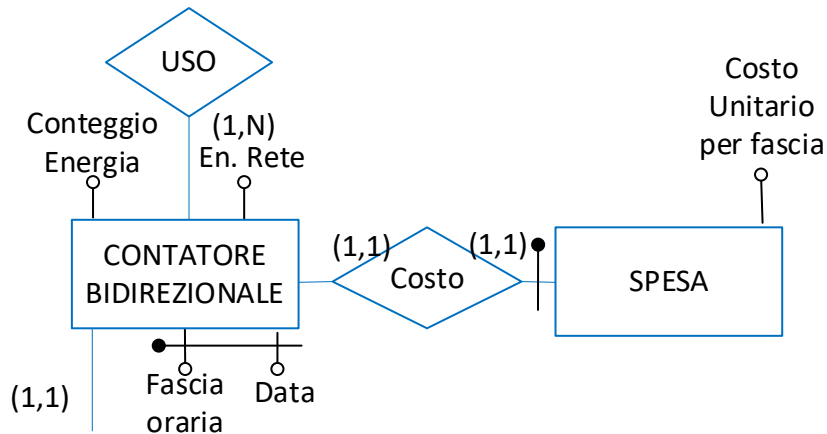 USO
Costo
Unitario
per fascia
Conteggio
Energia
(1,N)
En. Rete
CONTATORE
BIDIREZIONALE
(1,1)
Costo
(1,1)
SPESA
(1,1)
Fascia
oraria
Data